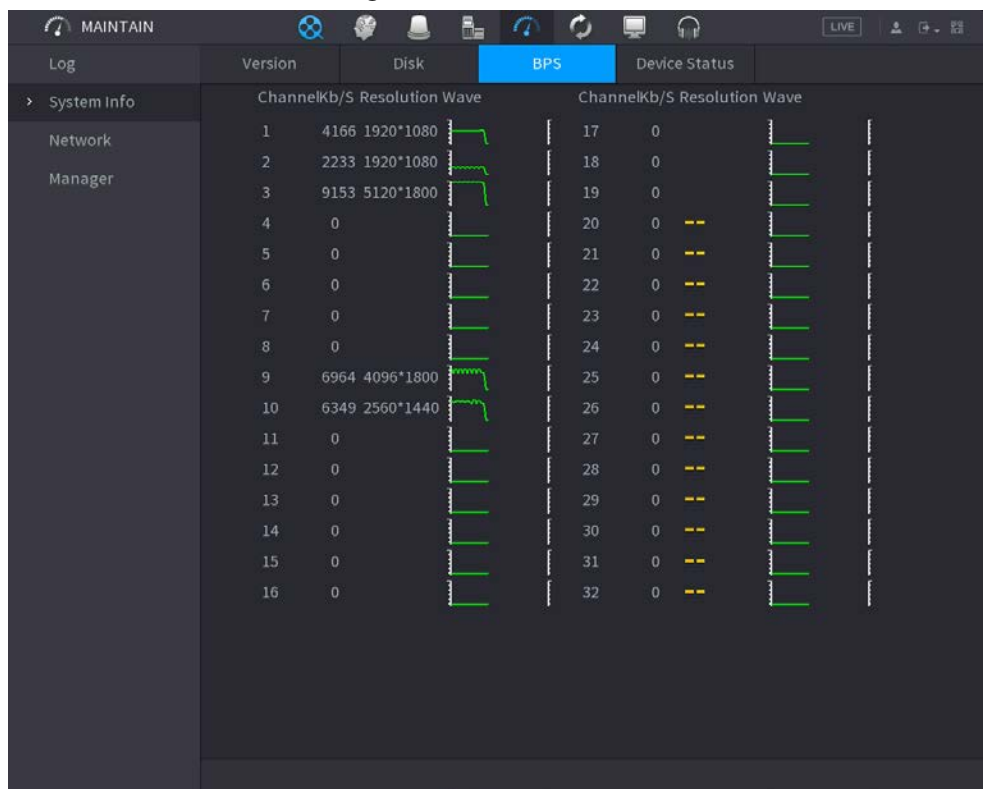 MAINTAIN LIVE
Log Version Disk BPS Device Status
System Info ChannelKb/S Resolution Wave ChannelKb/S Resolution Wave
1 4166 1920*1080 17 0
Network
2 2233 1920*1080 18 0
Manager
3 9153 5120*1800 19 0
4 0 20 0 --
5 0 21 0 --
6 0 22 0 --
7 0 23 0 --
8 0 24 0 --
9 6964 4096*1800 25 0 --
10 6349 2560*1440 26 0 --
11 0 27 0 --
12 0 28 0 --
13 0 29 0 --
14 0 30 0 --
15 0 31 0 --
16 0 32 0 --